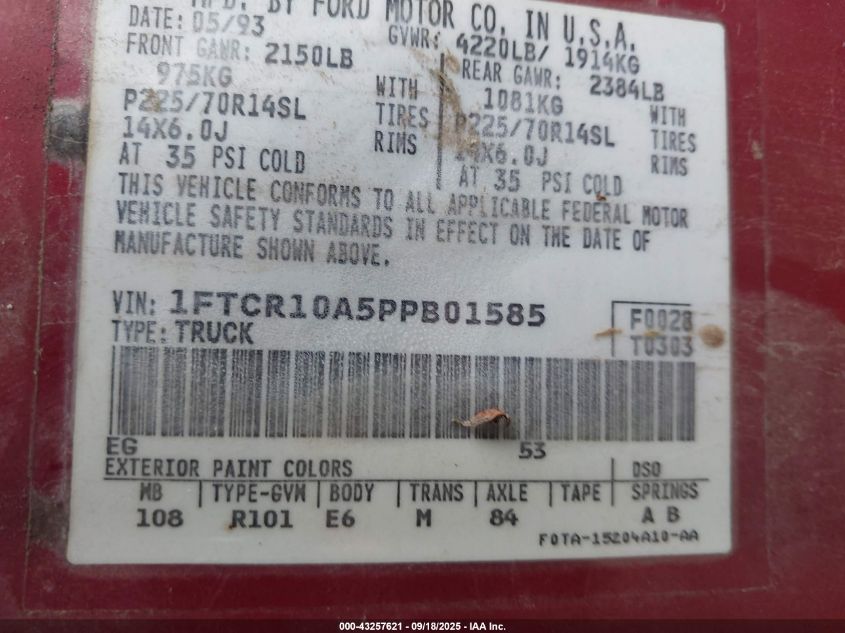 MFD. BY FORD MOTOR CO. IN U.S.A.
DATE: 05/93 GVWR: 4220LB/ 1914KG
FRONT GAWR: 2150LB REAR GAWR: 2384LB
975KG WITH 1081KG WITH
P225/70R14SL TIRES P225/70R14SL TIRES
14X6.0J RIMS 14X6.0J RIMS
AT 35 PSI COLD AT 35 PSI COLD
THIS VEHICLE CONFORMS TO ALL APPLICABLE FEDERAL MOTOR
VEHICLE SAFETY STANDARDS IN EFFECT ON THE DATE OF
MANUFACTURE SHOWN ABOVE.
VIN: 1FTCR10A5PPB01585 F0028
TYPE: TRUCK T0303
EG 53
EXTERIOR PAINT COLORS DSO
WB TYPE-GVW BODY TRANS AXLE TAPE SPRINGS
108 R101 E6 M 84 A B
F0TA-15204A10-AA
000-43257621 - 09/18/2025 - IAA Inc.